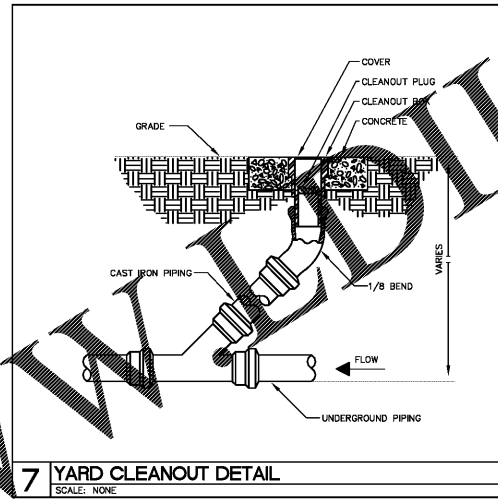 COVER
CLEANOUT PLUG
CLEANOUT BOX
CONCRETE
GRADE
VARIES
CAST IRON PIPING
1/8 BEND
FLOW
UNDERGROUND PIPING
7 YARD CLEANOUT DETAIL
SCALE: NONE